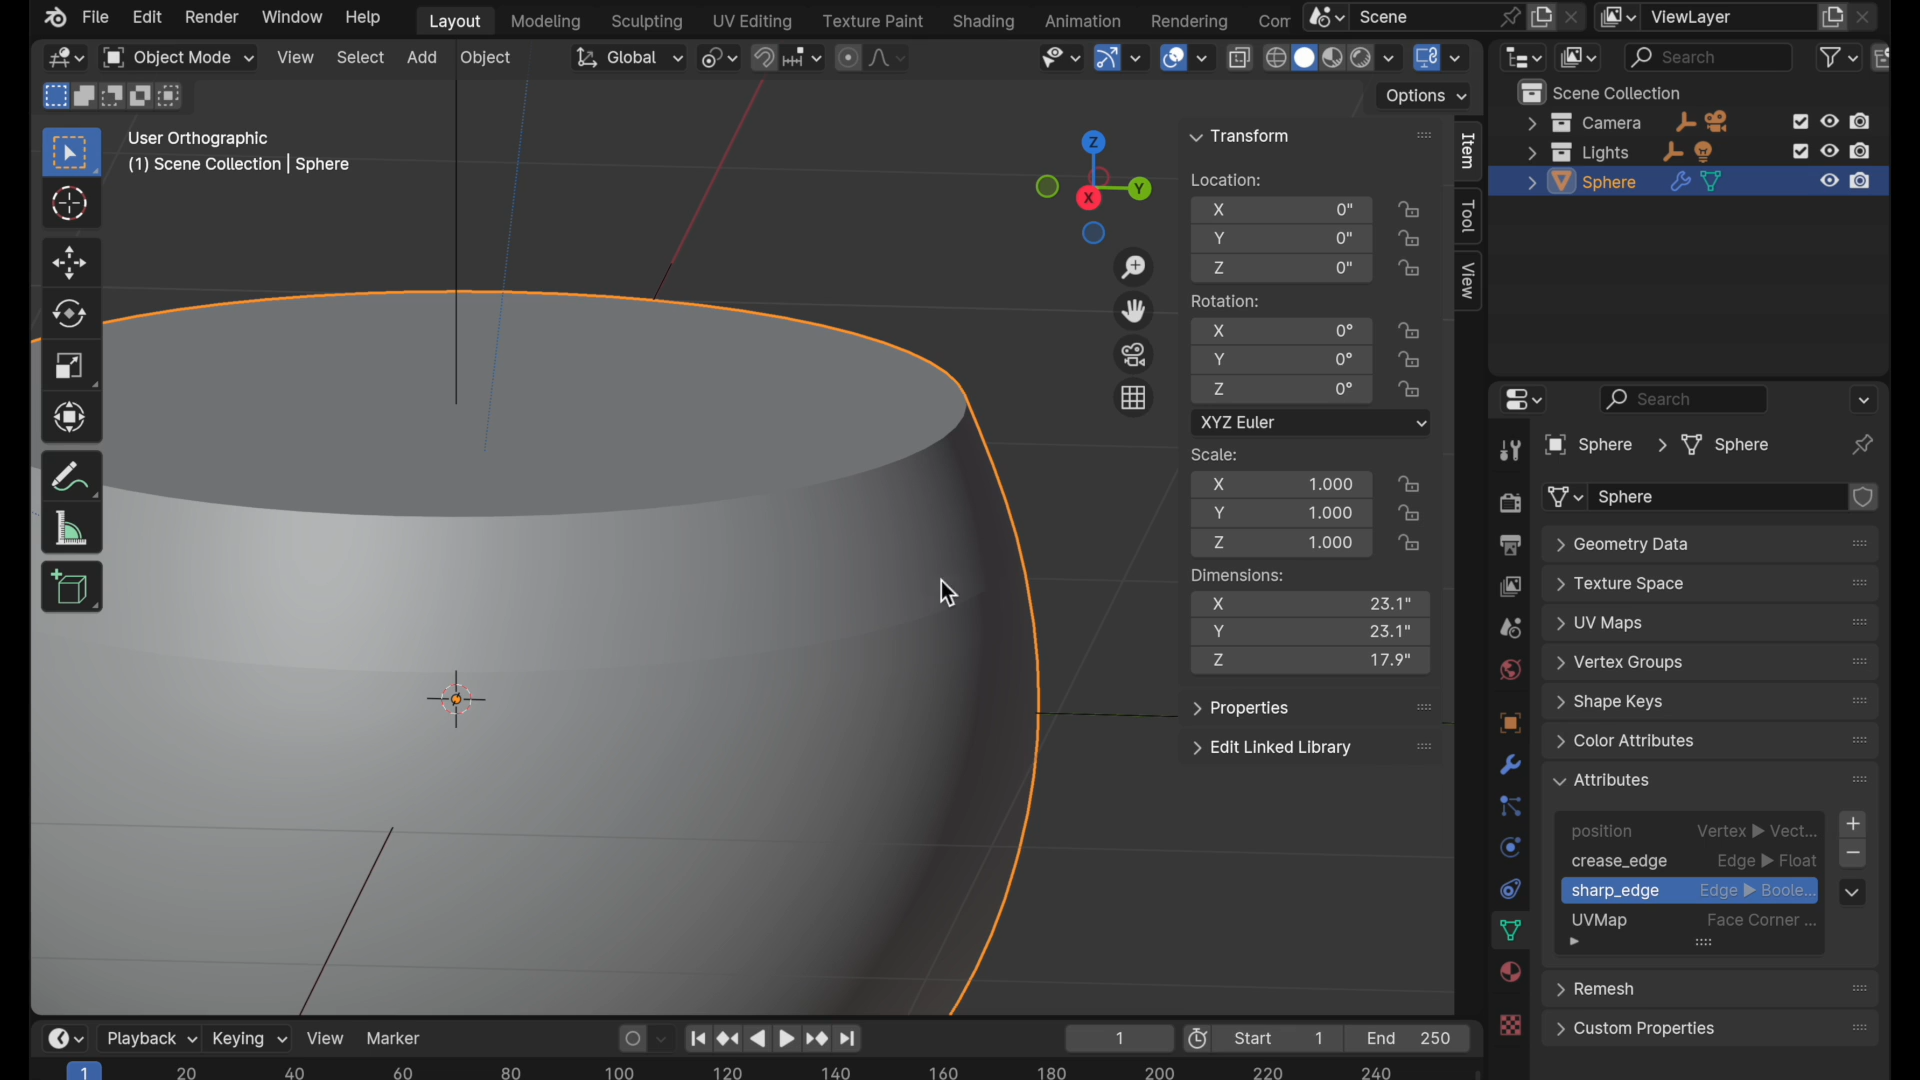 File Edit Render Window Help Layout Modeling Sculpting UV Editing Texture Paint Shading Animation Rendering Scene ViewLayer
Object Mode View Select Add Object Global
Search
Options
User Orthographic
(1) Scene Collection | Sphere
Z
Y
X
Transform
Location:
X 0"
Y 0"
Z 0"
Rotation:
X 0°
Y 0°
Z 0°
XYZ Euler
Scale:
X 1.000
Y 1.000
Z 1.000
Dimensions:
X 23.1"
Y 23.1"
Z 17.9"
Properties
Edit Linked Library
Item
Tool
View
Scene Collection
Camera
Lights
Sphere
Search
Sphere Sphere
Sphere
Geometry Data
Texture Space
UV Maps
Vertex Groups
Shape Keys
Color Attributes
Attributes
position Vertex ▶ Vect...
crease_edge Edge ▶ Float
sharp_edge Edge ▶ Boole...
UVMap Face Corner ...
Remesh
Custom Properties
Playback Keying View Marker 1 Start 1 End 250
1 20 40 60 80 100 120 140 160 180 200 220 240